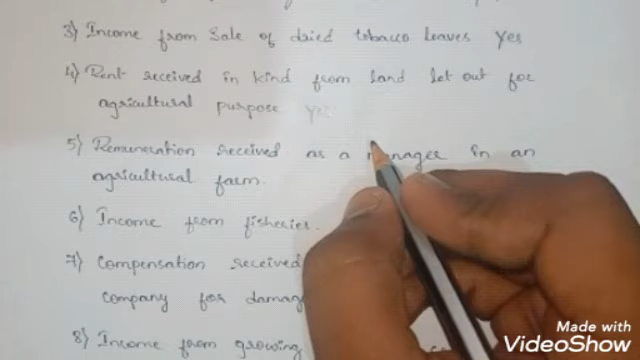 3) Income from Sale of dried tobacco leaves Yes
4) Rent received in kind from land let out for
agricultural purpose Yes
5) Remuneration received as a manager in an
agricultural farm.
6) Income from fisheries.
7) Compensation received
company for damag
8) Income from growing
Made with
VideoShow